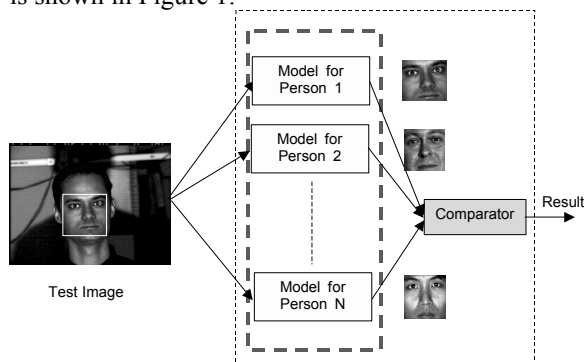 is shown in Figure 1.
Model for
Person 1
Model for
Person 2
Comparator
Result
Test Image
Model for
Person N